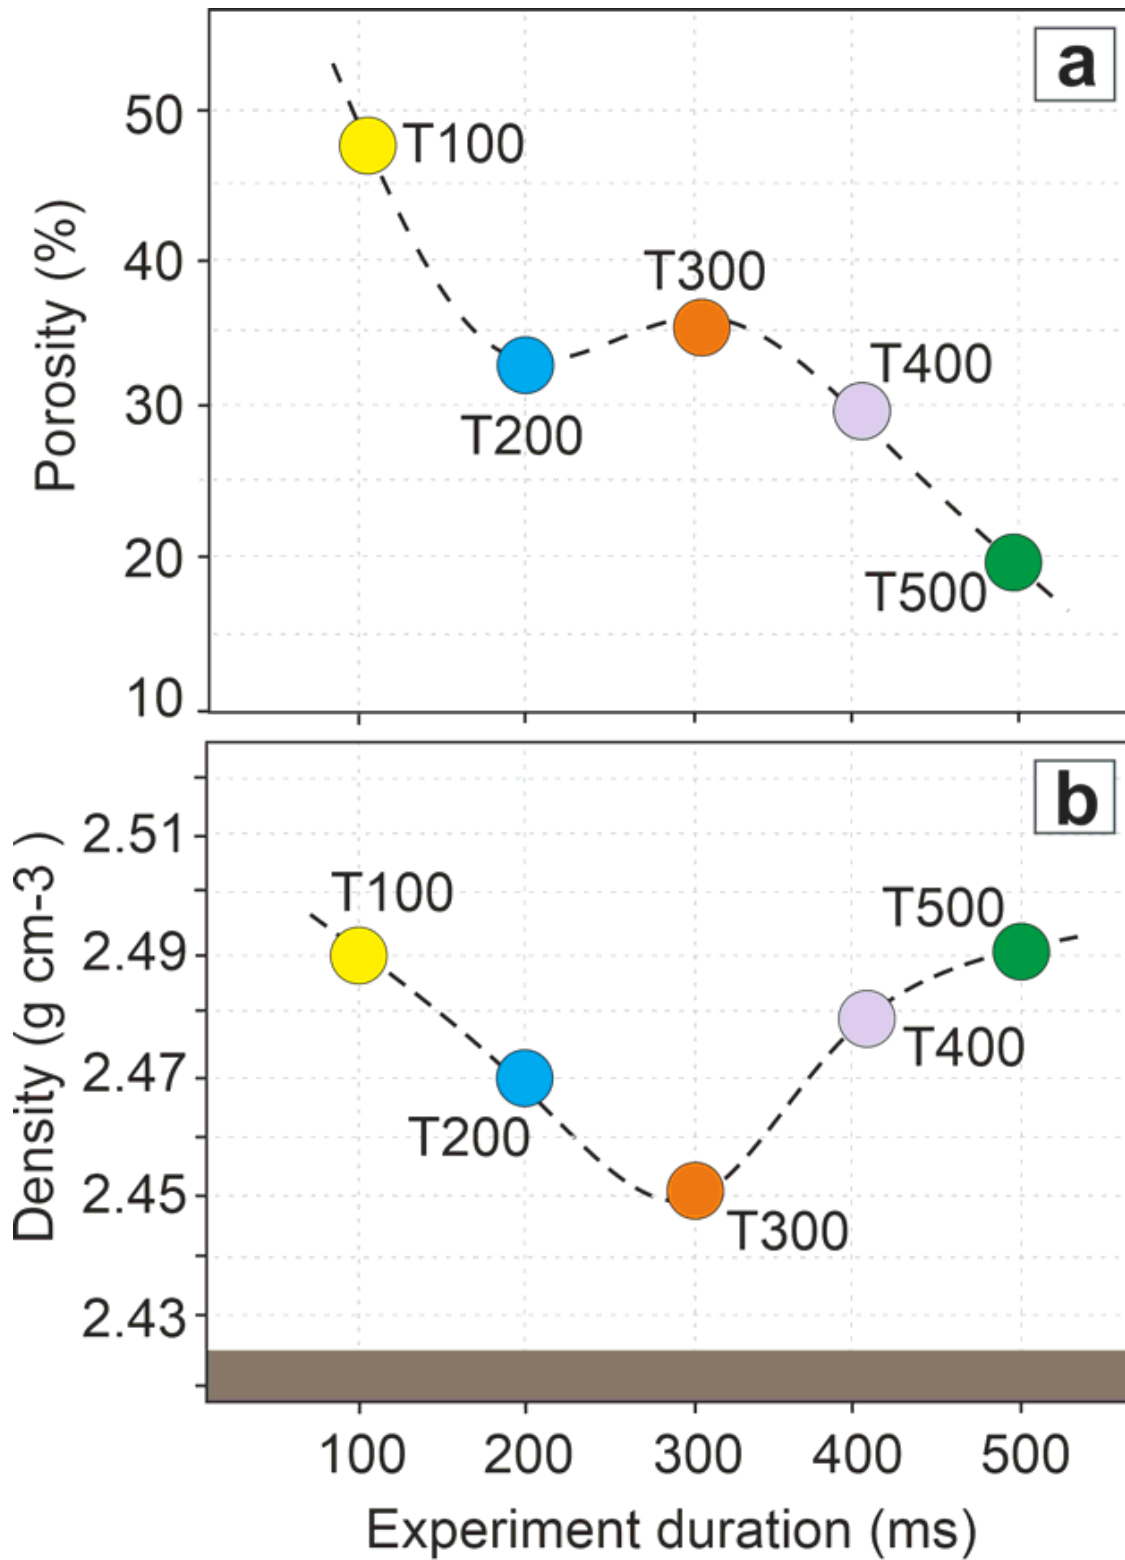 a
50
T100
40
T300
T400
30
T200
20
T500
10
Porosity (%)
b
2.51
T100
T500
2.49
T400
2.47
T200
2.45
T300
2.43
Density (g cm-3 )
100 200 300 400 500
Experiment duration (ms)